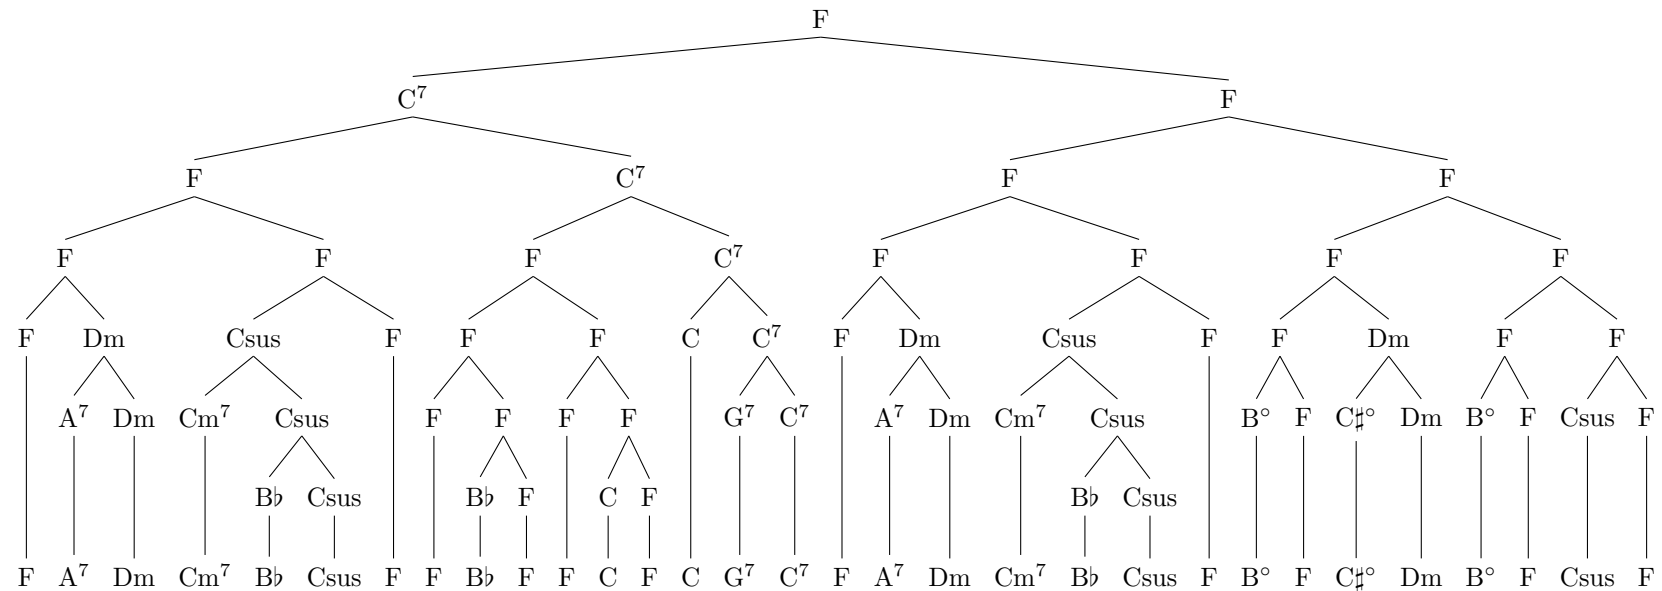 F
C⁷ F
F C⁷ F F
F F F C⁷ F F F F
F Dm Csus F F F C C⁷ F Dm Csus F F Dm F F
A⁷ Dm Cm⁷ Csus F F F F G⁷ C⁷ A⁷ Dm Cm⁷ Csus B° F C♯° Dm B° F Csus F
B♭ Csus B♭ F C F B♭ Csus
F A⁷ Dm Cm⁷ B♭ Csus F F B♭ F F C F C G⁷ C⁷ F A⁷ Dm Cm⁷ B♭ Csus F B° F C♯° Dm B° F Csus F